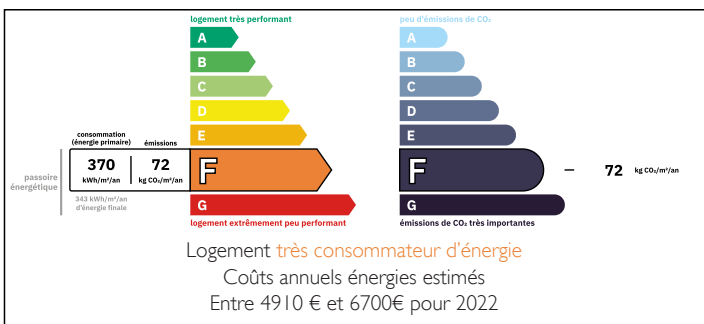 logement très performant
A
B
C
D
E
F
G
logement extrêmement peu performant
consommation
(énergie primaire)
émissions
370
72
kWh/m²/an
kg CO₂/m²/an
passoire
énergétique
343 kWh/m²/an
d'énergie finale
peu d'émissions de CO₂
A
B
C
D
E
F
G
72 kg CO₂/m²/an
émissions de CO₂ très importantes
Logement très consommateur d'énergie
Coûts annuels énergies estimés
Entre 4910 € et 6700€ pour 2022